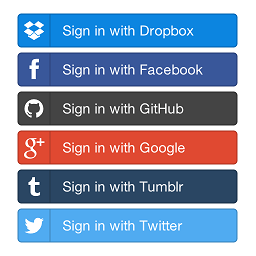 Sign in with Dropbox
Sign in with Facebook
Sign in with GitHub
Sign in with Google
Sign in with Tumblr
Sign in with Twitter